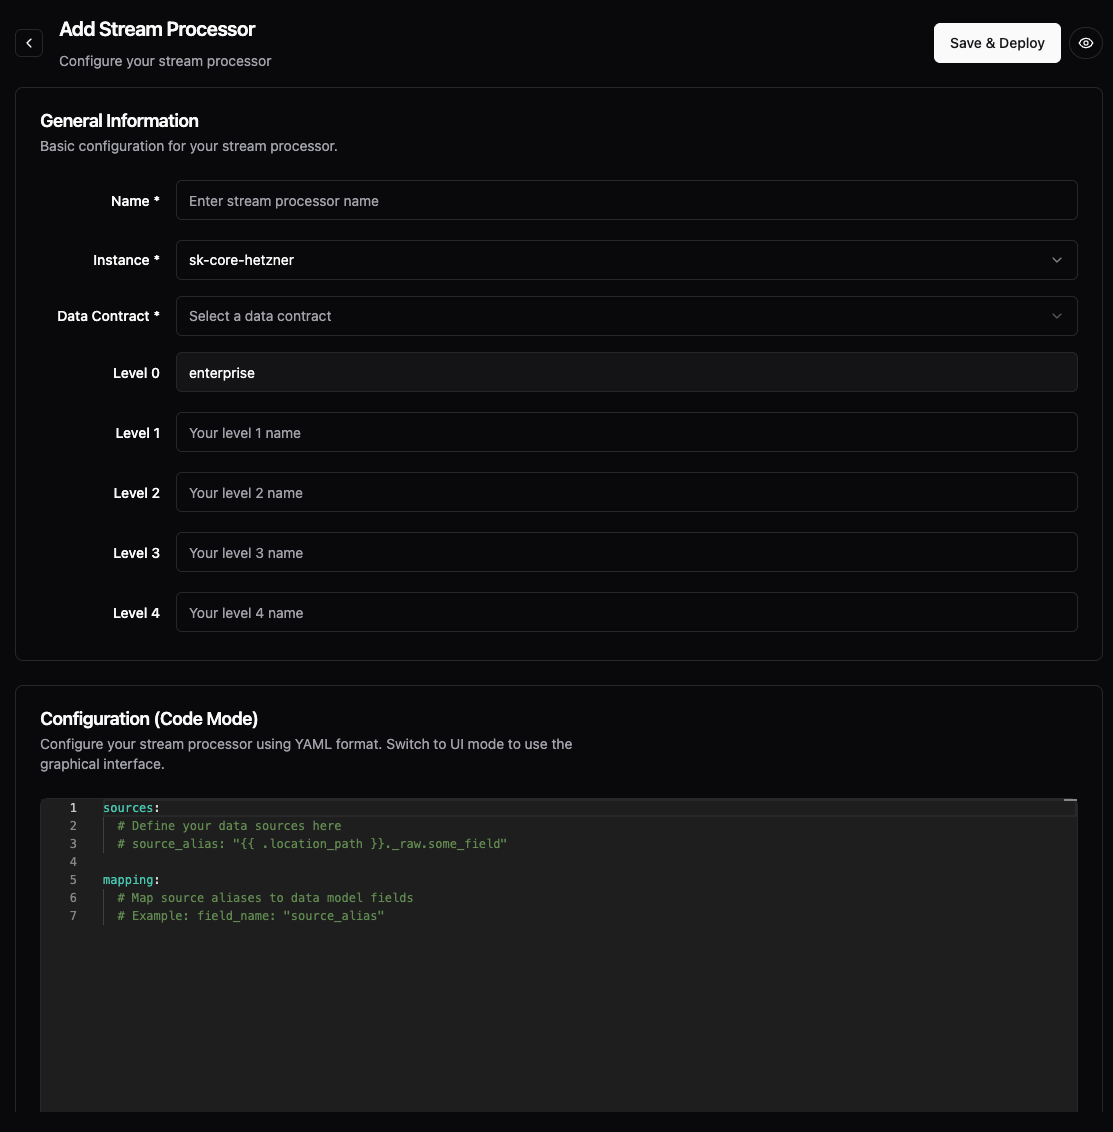 Add Stream Processor
Configure your stream processor
Save & Deploy
General Information
Basic configuration for your stream processor.
Name *
Enter stream processor name
Instance *
sk-core-hetzner
Data Contract *
Select a data contract
Level 0
enterprise
Level 1
Your level 1 name
Level 2
Your level 2 name
Level 3
Your level 3 name
Level 4
Your level 4 name
Configuration (Code Mode)
Configure your stream processor using YAML format. Switch to UI mode to use the
graphical interface.
1 sources:
2 # Define your data sources here
3 # source_alias: "{{ .location_path }}._raw.some_field"
4
5 mapping:
6 # Map source aliases to data model fields
7 # Example: field_name: "source_alias"